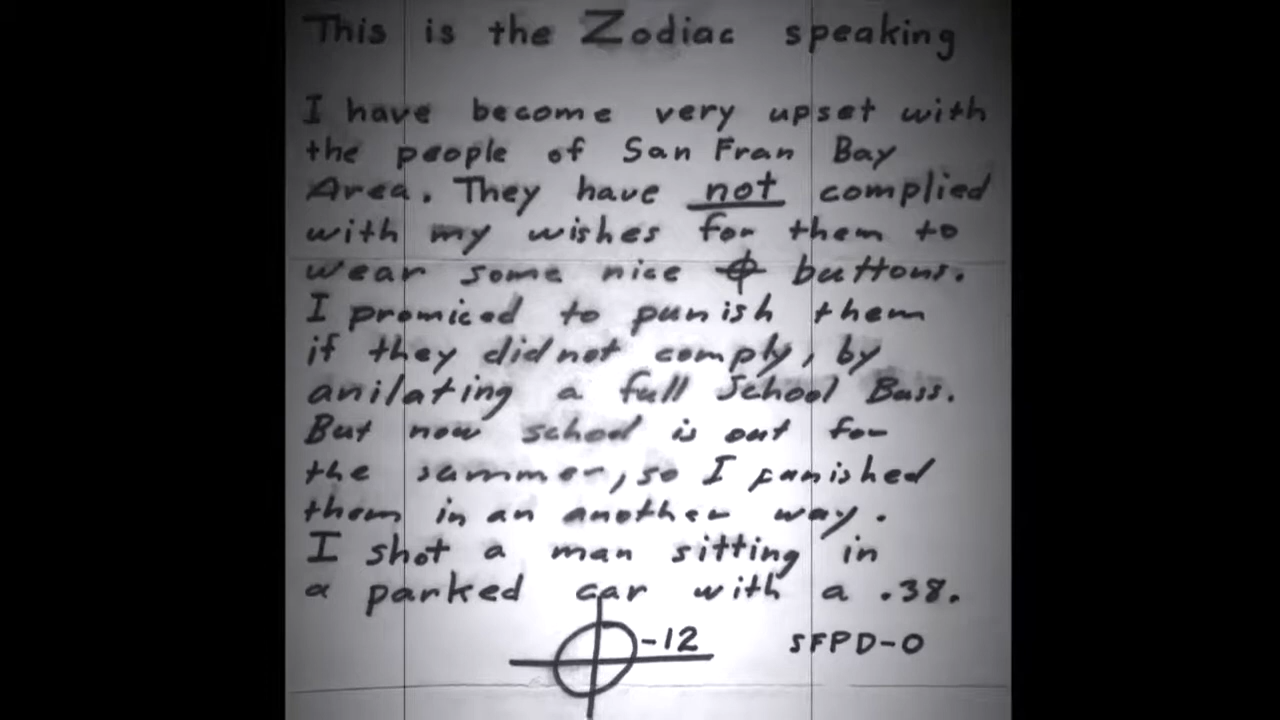 This is the Zodiac speaking
I have become very upset with
the people of San Fran Bay
Area. They have not complied
with my wishes for them to
wear some nice ⌖ buttons.
I promiced to punish them
if they did not comply, by
anilating a full School Buss.
But now school is out for
the summer, so I punished
them in an another way.
I shot a man sitting in
a parked car with a .38.
⌖-12 SFPD-0